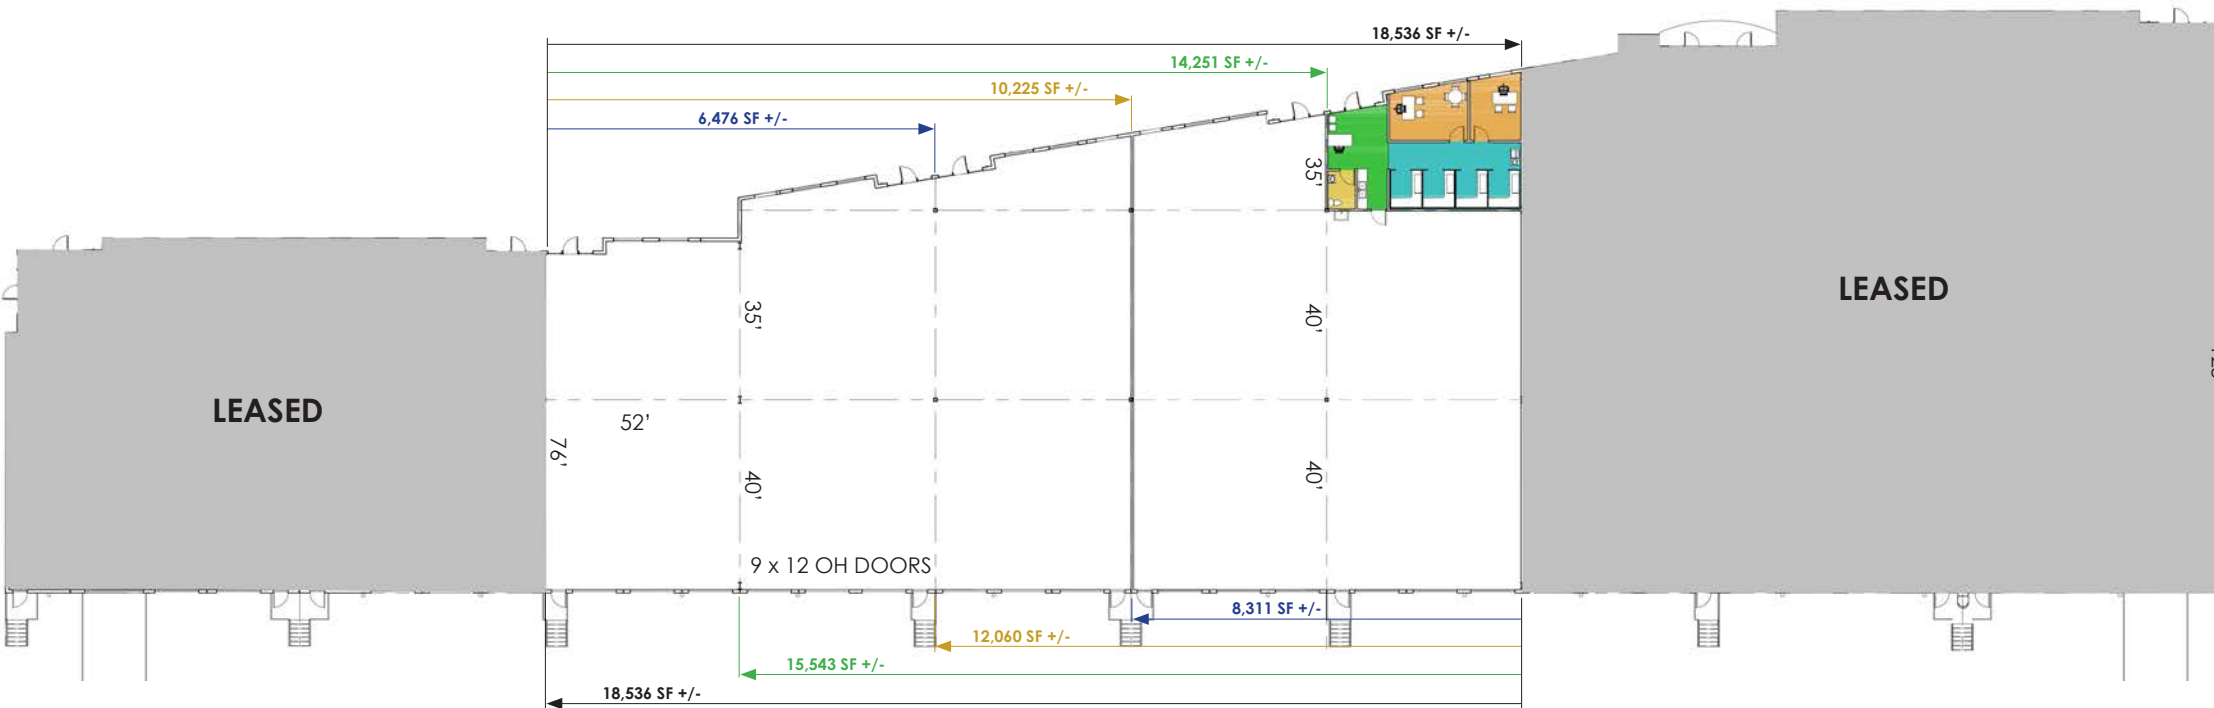 18,536 SF +/-
14,251 SF +/-
10,225 SF +/-
6,476 SF +/-
35'
LEASED
35'
40'
LEASED
52'
76'
40'
40'
9 x 12 OH DOORS
8,311 SF +/-
12,060 SF +/-
15,543 SF +/-
18,536 SF +/-